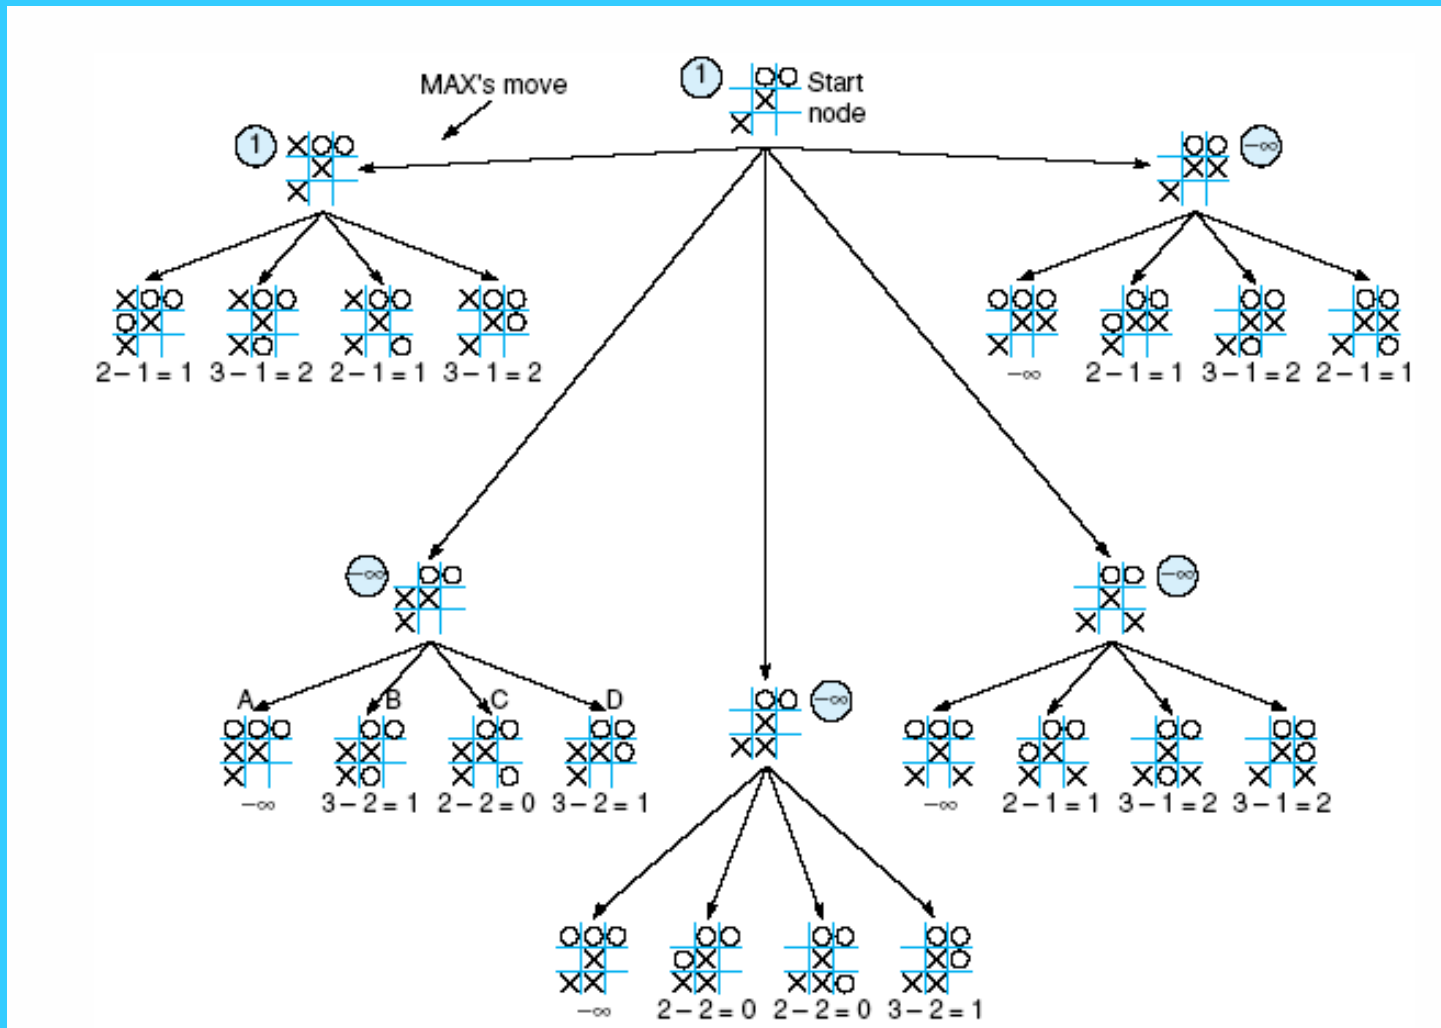 MAX's move
1
Start
node
1
−∞
2 – 1 = 1 3 – 1 = 2 2 – 1 = 1 3 – 1 = 2
−∞ 2 – 1 = 1 3 – 1 = 2 2 – 1 = 1
−∞
−∞
A B C D
−∞
−∞ 3 – 2 = 1 2 – 2 = 0 3 – 2 = 1
−∞ 2 – 1 = 1 3 – 1 = 2 3 – 1 = 2
−∞ 2 – 2 = 0 2 – 2 = 0 3 – 2 = 1